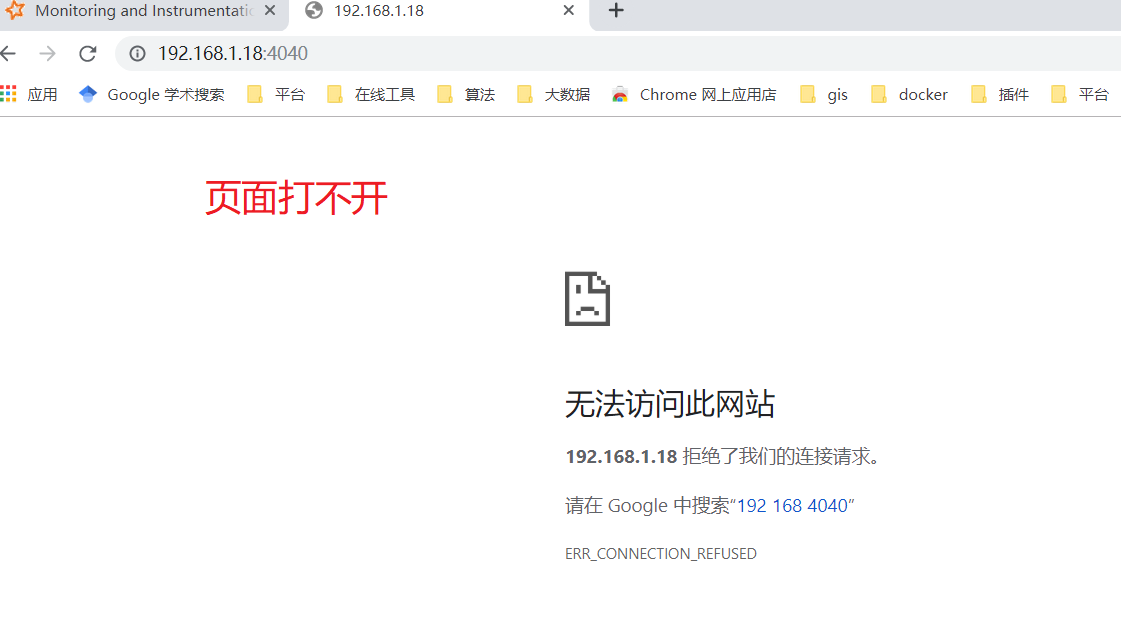 Monitoring and Instrumentatio
192.168.1.18
192.168.1.18:4040
应用 Google 学术搜索 平台 在线工具 算法 大数据 Chrome 网上应用店 gis docker 插件 平台
页面打不开
无法访问此网站
192.168.1.18 拒绝了我们的连接请求。
请在 Google 中搜索“192 168 4040”
ERR_CONNECTION_REFUSED